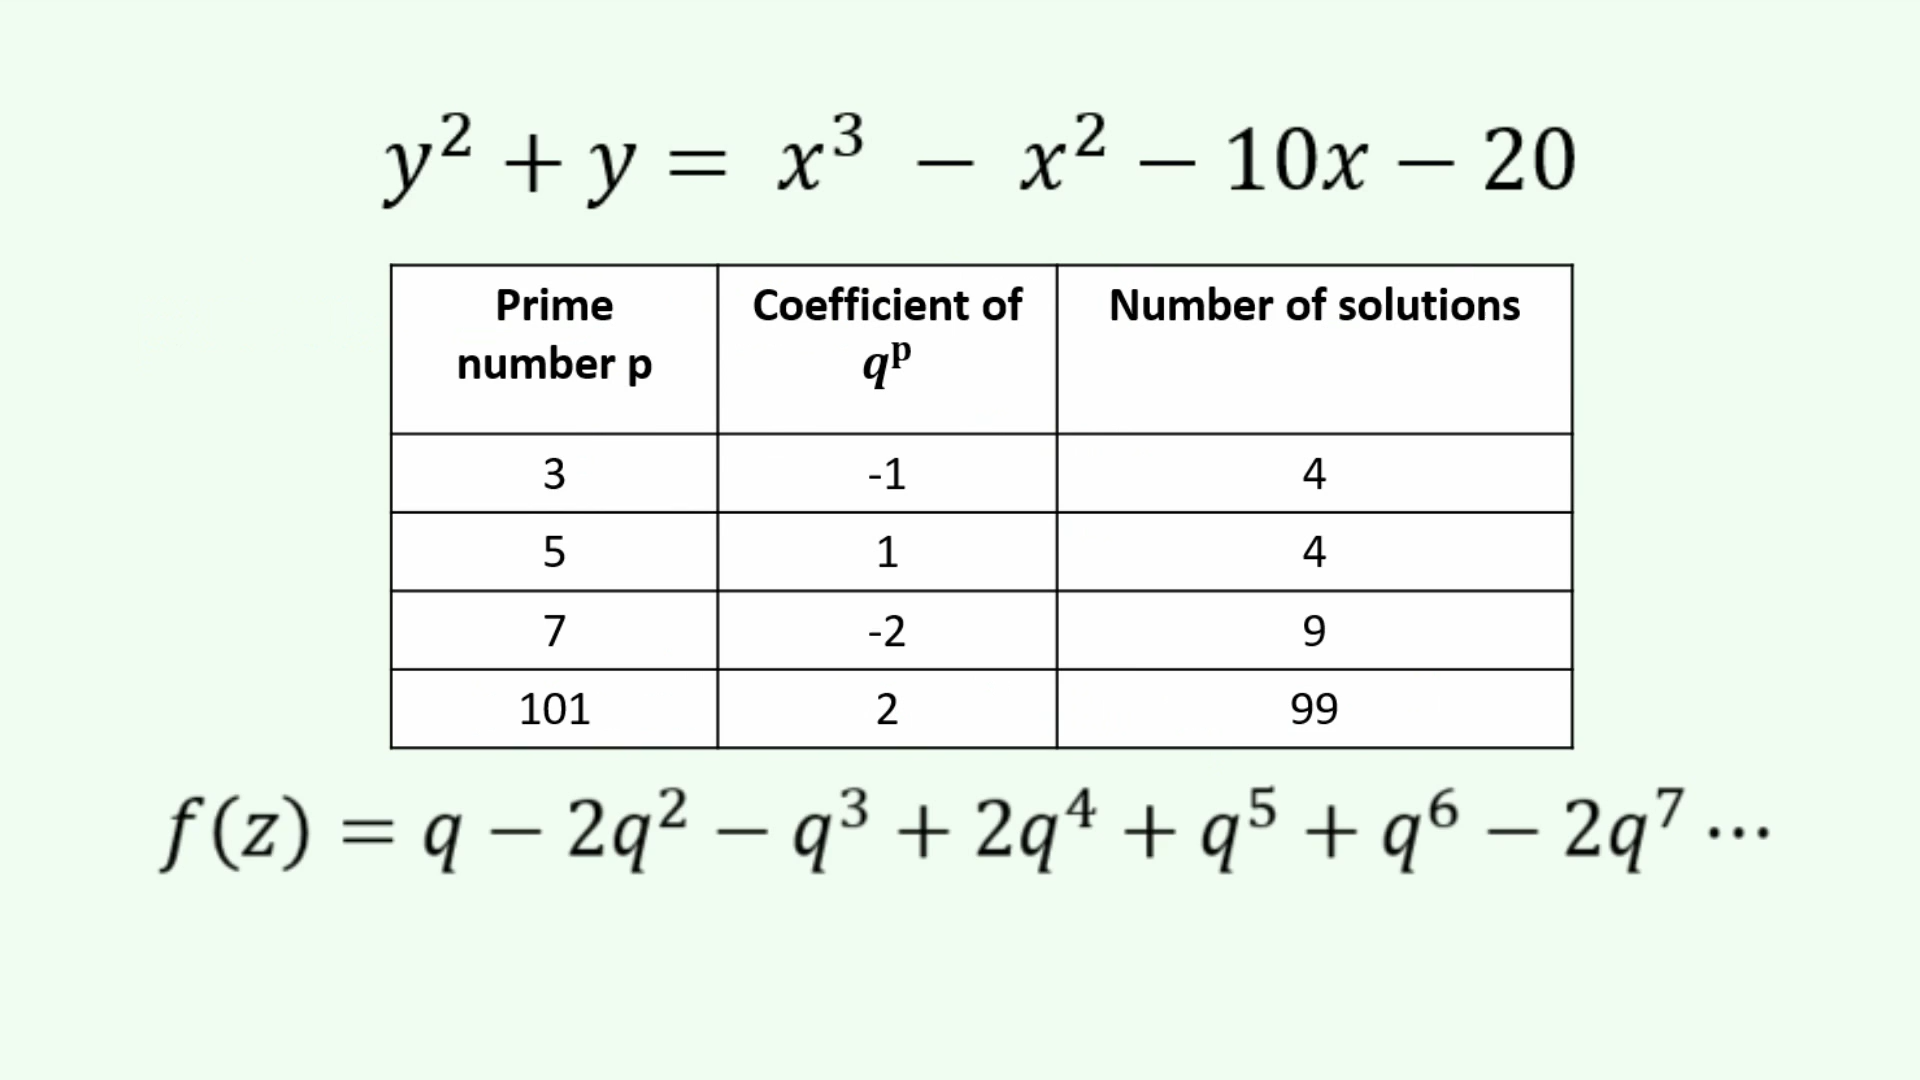 y² + y = x³ − x² − 10x − 20
Prime number p Coefficient of qᵖ Number of solutions
3 -1 4
5 1 4
7 -2 9
101 2 99
f(z) = q − 2q² − q³ + 2q⁴ + q⁵ + q⁶ − 2q⁷ ⋯